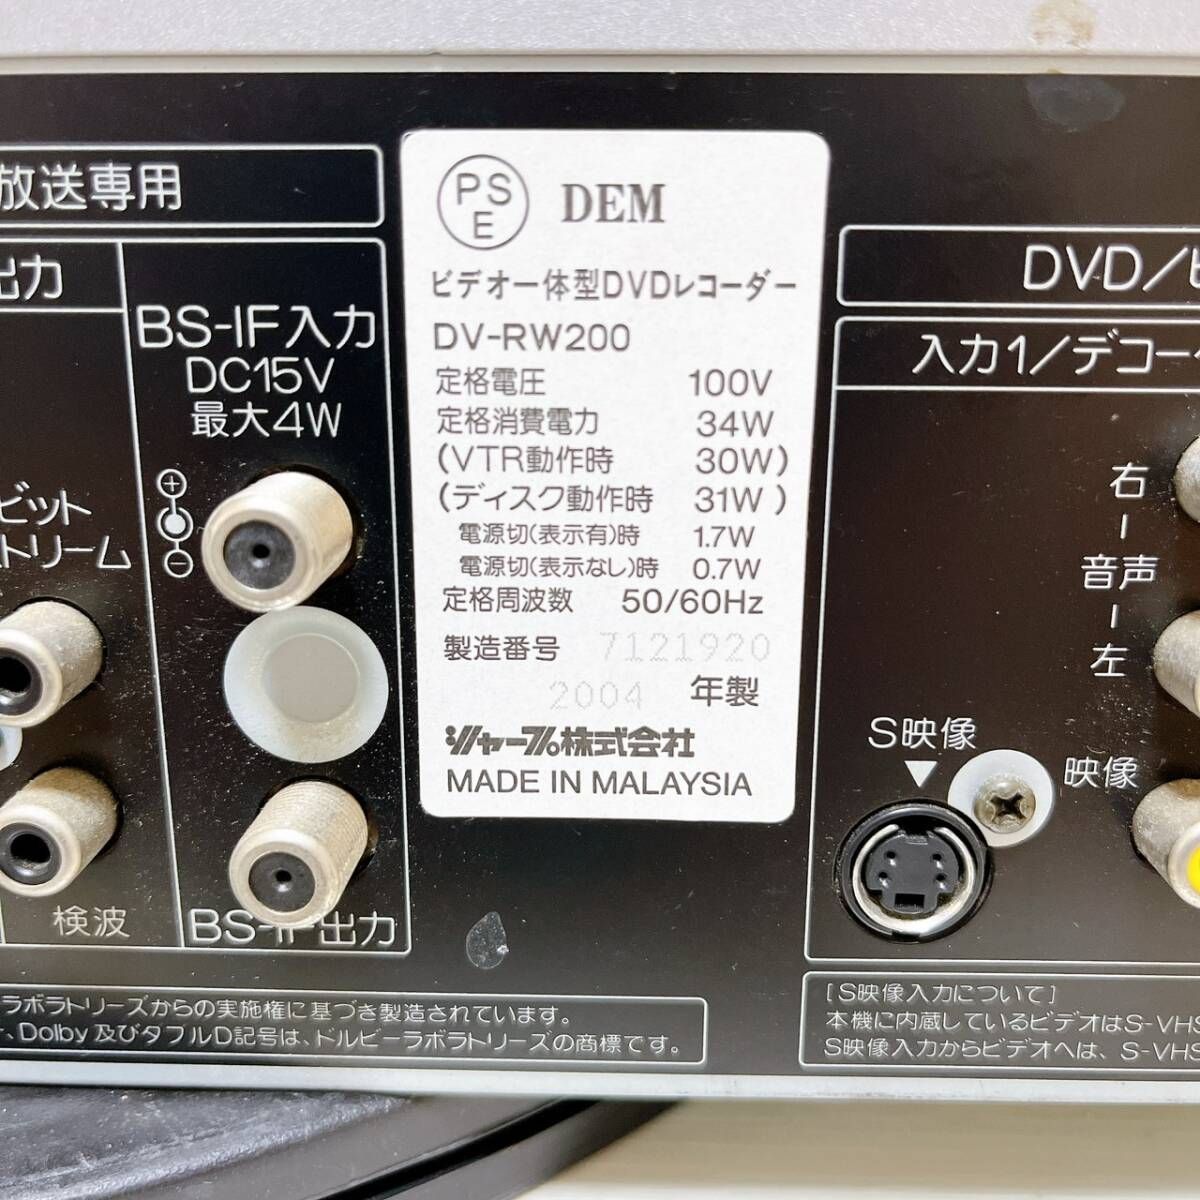 放送専用
出力
BS-IF入力
DC15V
最大4W
ビット
トリーム
検波
BS-IF出力
PS
E
DEM
ビデオ一体型DVDレコーダー
DV-RW200
定格電圧 100V
定格消費電力 34W
(VTR動作時 30W)
(ディスク動作時 31W)
電源切(表示有)時 1.7W
電源切(表示なし)時 0.7W
定格周波数 50/60Hz
製造番号 7121920
2004 年製
シャープ株式会社
MADE IN MALAYSIA
DVD/ビ
入力1/デコー
右
音声
左
S映像
映像
ラボラトリーズからの実施権に基づき製造されています。
、Dolby及びダブルD記号は、ドルビーラボラトリーズの商標です。
[S映像入力について]
本機に内蔵しているビデオはS-VHS
S映像入力からビデオへは、S-VHS